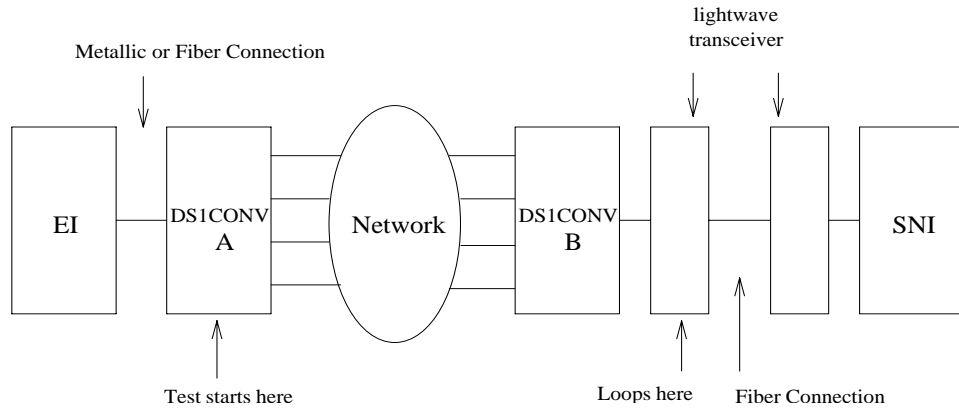 lightwave
transceiver
Metallic or Fiber Connection
EI
DS1CONV
A
Network
DS1CONV
B
SNI
Test starts here
Loops here
Fiber Connection